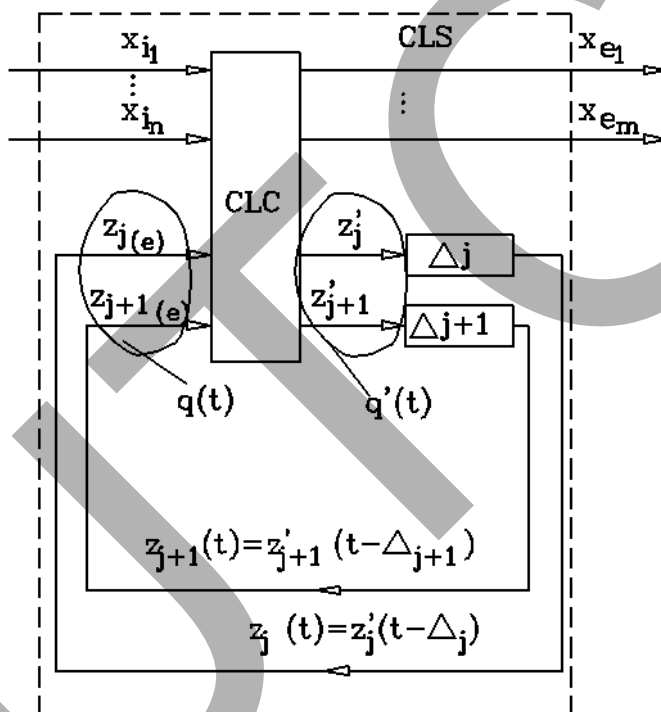 CLS
x_{i_1}
x_{e_1}
⋮
...
x_{i_n}
x_{e_m}
CLC
z_{j(e)}
z'_j
△j
z_{j+1(e)}
z'_{j+1}
△j+1
q(t)
q'(t)
z_{j+1}(t)=z'_{j+1}(t-△_{j+1})
z_j (t)=z'_j(t-△_j)